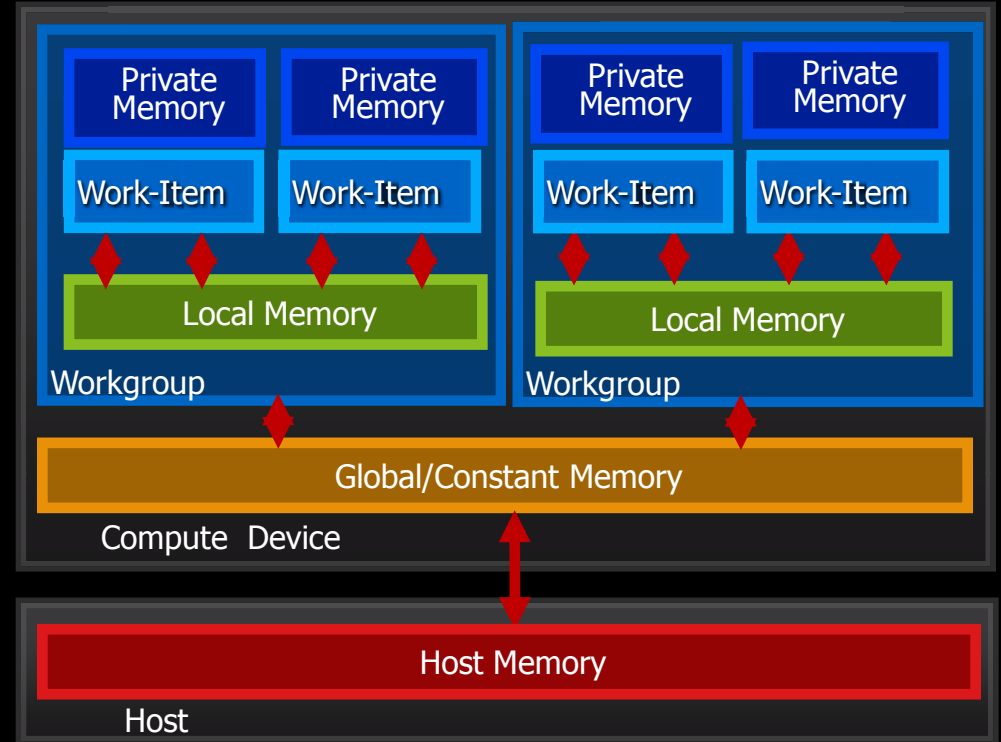 Private
Memory
Private
Memory
Private
Memory
Private
Memory
Work-Item
Work-Item
Work-Item
Work-Item
Local Memory
Local Memory
Workgroup
Workgroup
Global/Constant Memory
Compute Device
Host Memory
Host